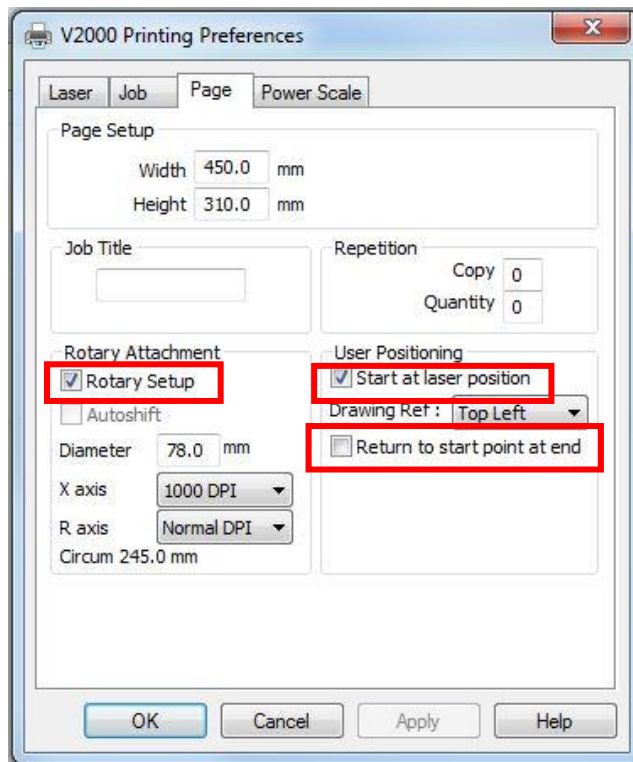 V2000 Printing Preferences
Laser Job Page Power Scale
Page Setup
Width 450.0 mm
Height 310.0 mm
Job Title
Repetition
Copy 0
Quantity 0
Rotary Attachment
Rotary Setup
Autoshift
Diameter 78.0 mm
X axis 1000 DPI
R axis Normal DPI
Circum 245.0 mm
User Positioning
Start at laser position
Drawing Ref : Top Left
Return to start point at end
OK Cancel Apply Help